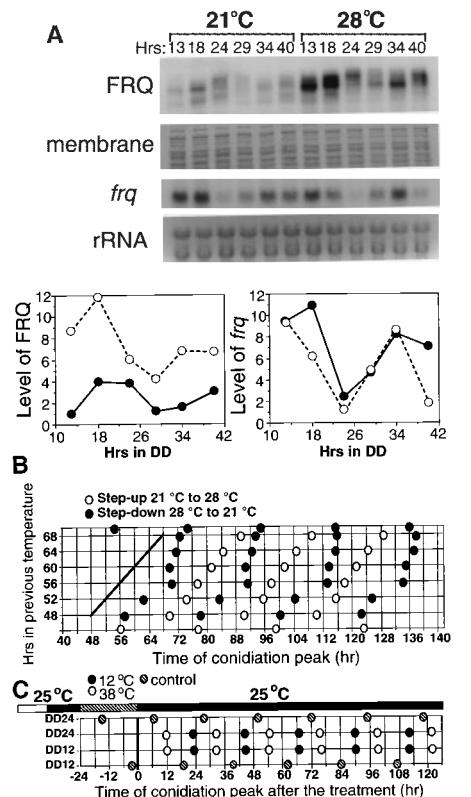 A
21°C 28°C
Hrs: 13 18 24 29 34 40 13 18 24 29 34 40
FRQ
membrane
frq
rRNA
12 12
10 10
8 8
6 6
4 4
2 2
0 0
Level of FRQ
Level of frq
10 18 26 34 42 10 18 26 34 42
Hrs in DD Hrs in DD
B
Step-up 21 °C to 28 °C
Step-down 28 °C to 21 °C
Hrs in previous temperature
68
64
60
56
52
48
40 48 56 64 72 80 88 96 104 112 120 128 136 140
Time of conidiation peak (hr)
C
12 °C control
38 °C
25°C 25°C
DD24
DD24
DD12
DD12
-24 -12 0 12 24 36 48 60 72 84 96 108 120
Time of conidiation peak after the treatment (hr)